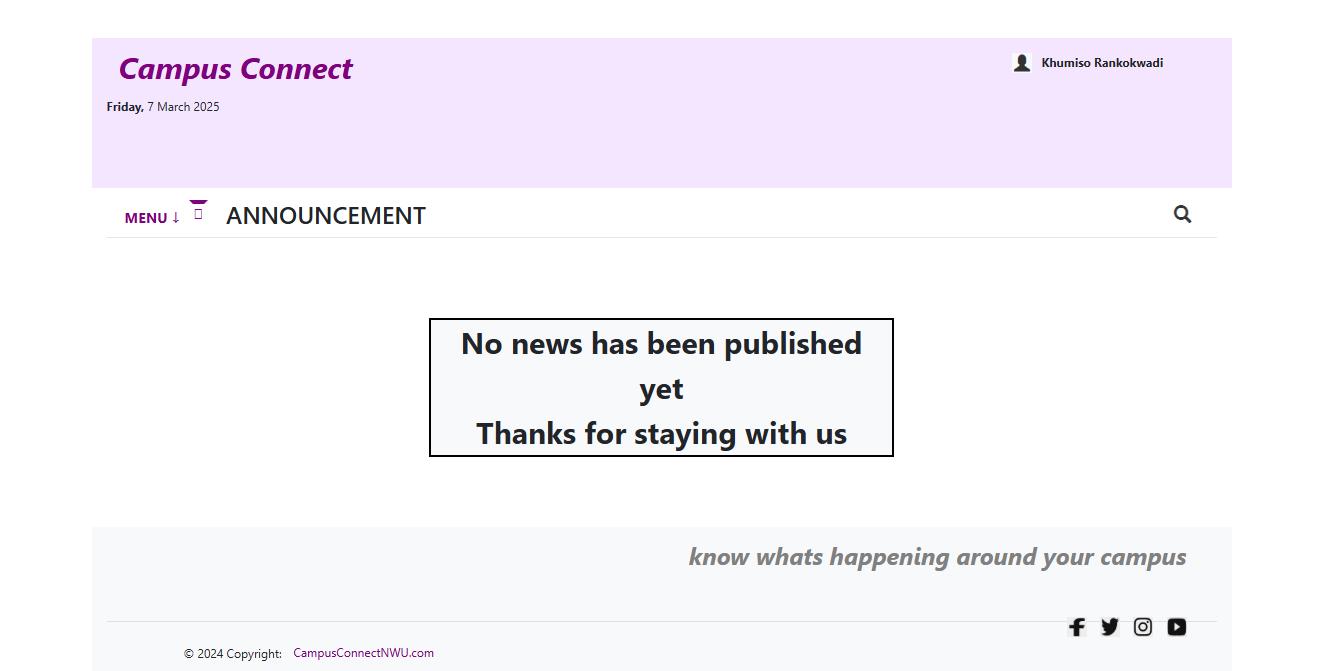 Campus Connect
Khumiso Rankokwadi
Friday, 7 March 2025
MENU ↓ ANNOUNCEMENT
No news has been published
yet
Thanks for staying with us
know whats happening around your campus
© 2024 Copyright: CampusConnectNWU.com